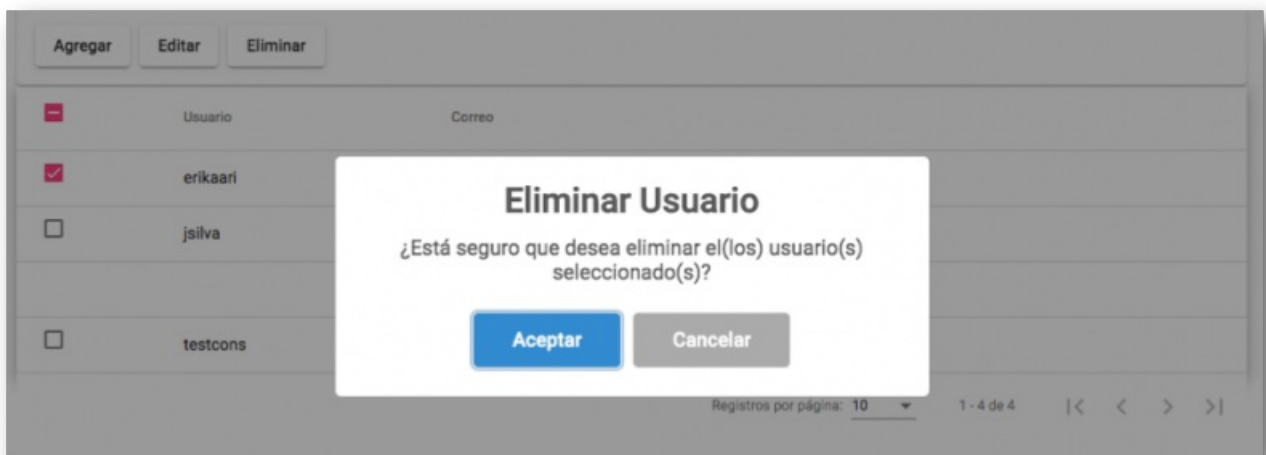 Agregar Editar Eliminar
Usuario Correo
erikaari
Eliminar Usuario
jsilva
¿Está seguro que desea eliminar el(los) usuario(s)
seleccionado(s)?
Aceptar Cancelar
testcons
Registros por página: 10 1 - 4 de 4